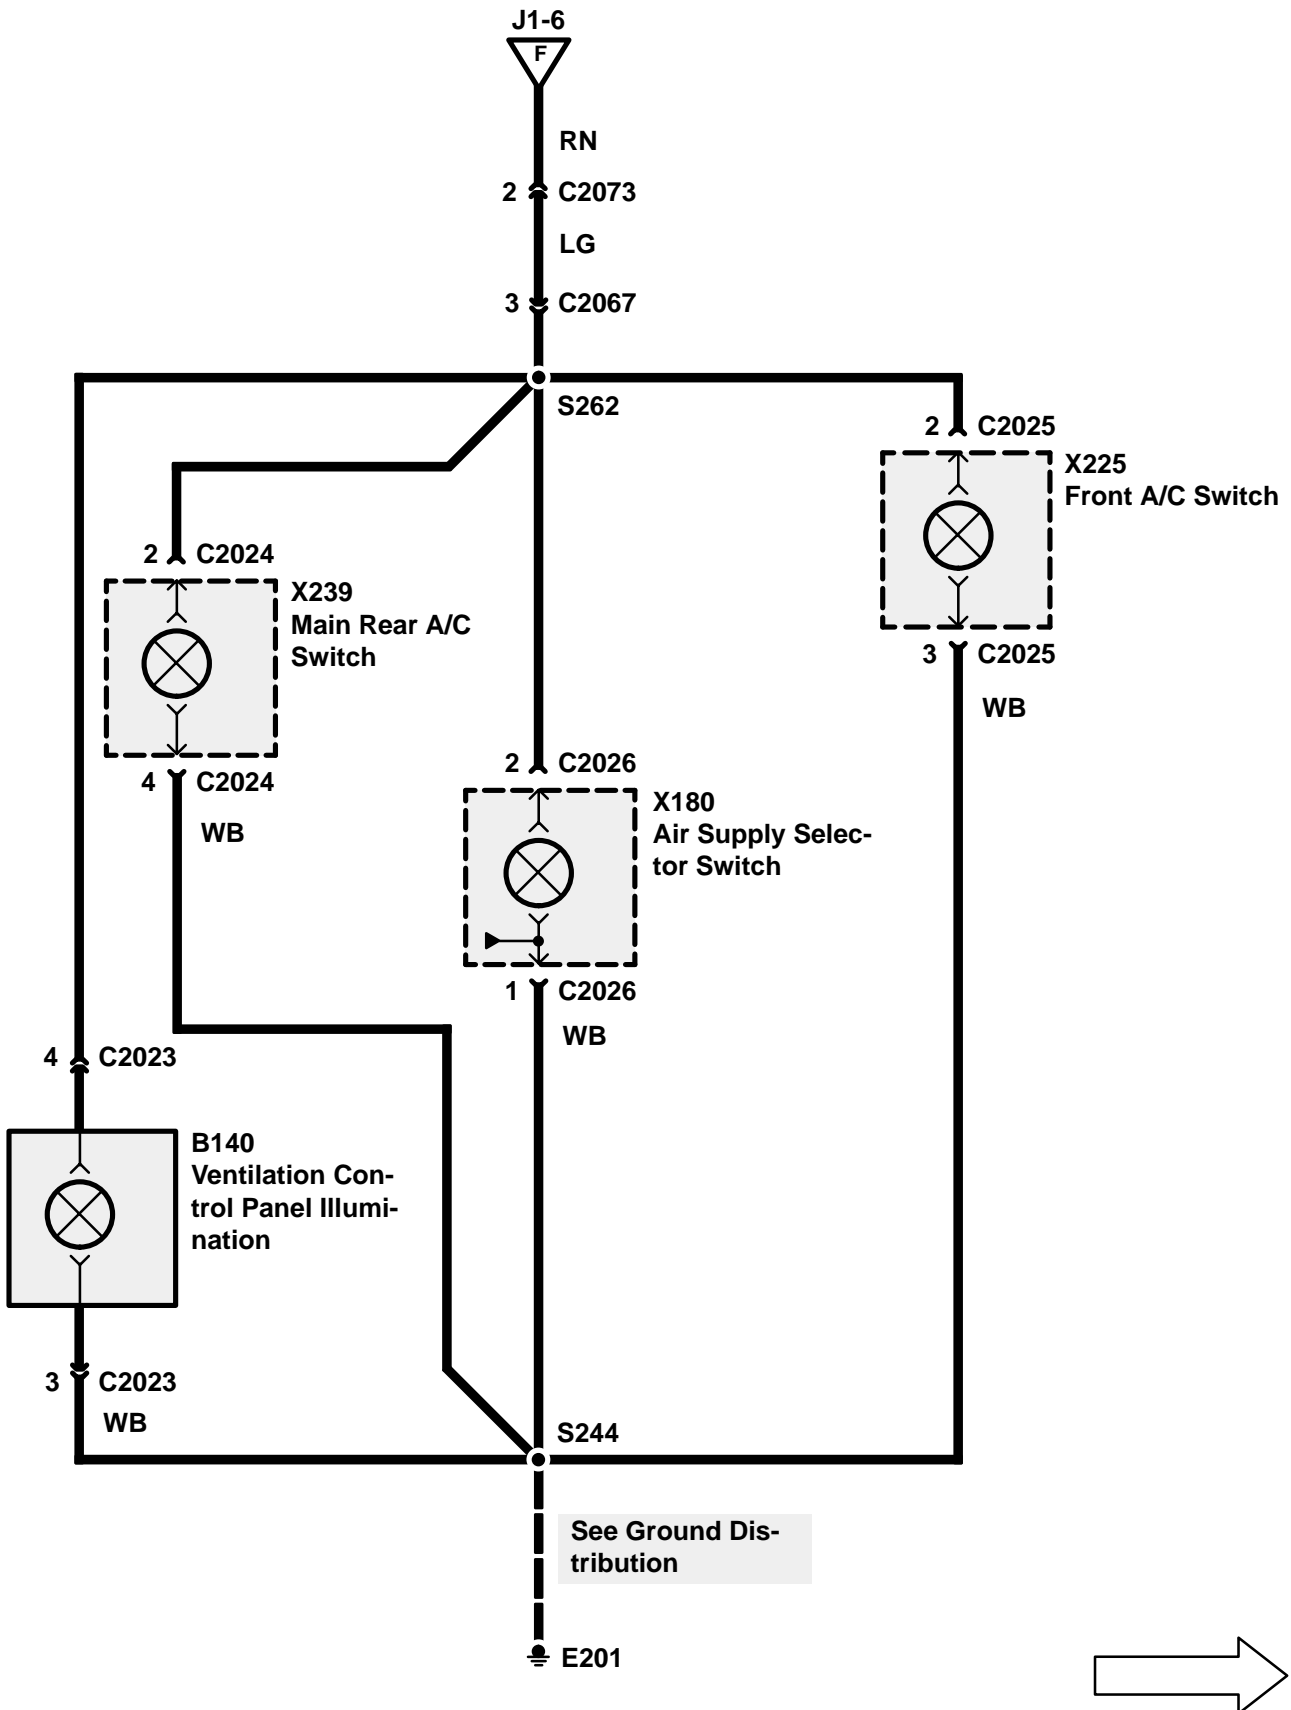 J1-6
F
RN
2 C2073
LG
3 C2067
S262
2 C2025
X225
Front A/C Switch
3 C2025
WB
2 C2024
X239
Main Rear A/C
Switch
4 C2024
WB
2 C2026
X180
Air Supply Selec-
tor Switch
1 C2026
WB
4 C2023
B140
Ventilation Con-
trol Panel Illumi-
nation
3 C2023
WB
S244
See Ground Dis-
tribution
E201